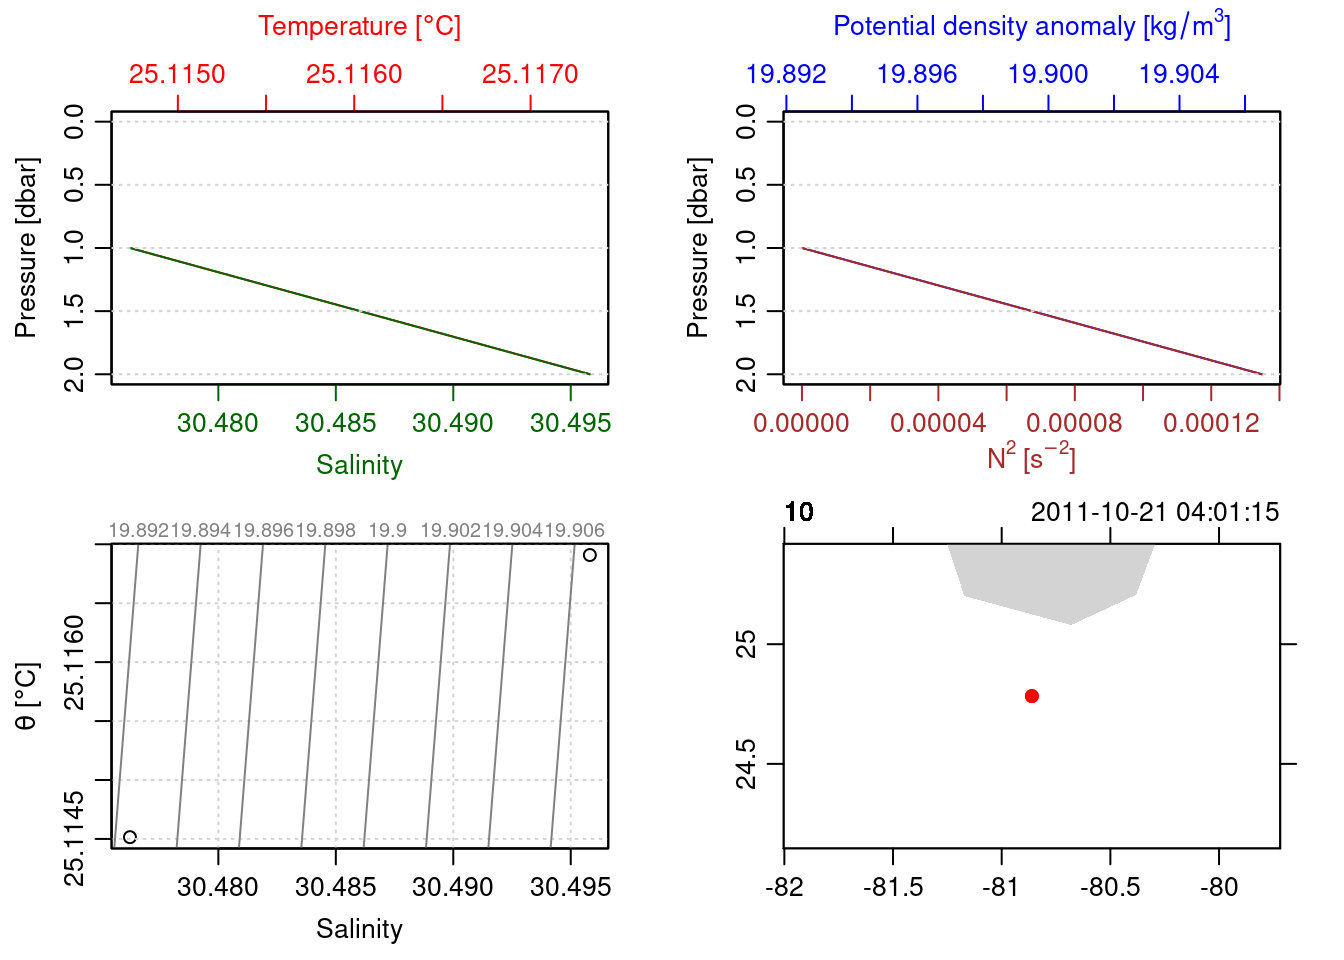 Temperature [°C]
25.1150 25.1160 25.1170
0.0 0.5 1.0 1.5 2.0
Pressure [dbar]
30.480 30.485 30.490 30.495
Salinity
Potential density anomaly [kg/m³]
19.892 19.896 19.900 19.904
0.0 0.5 1.0 1.5 2.0
Pressure [dbar]
0.00000 0.00004 0.00008 0.00012
N² [s⁻²]
19.892 19.894 19.896 19.898 19.9 19.902 19.904 19.906
25.1160
25.1145
θ [°C]
30.480 30.485 30.490 30.495
Salinity
10 2011-10-21 04:01:15
25
24.5
-82 -81.5 -81 -80.5 -80